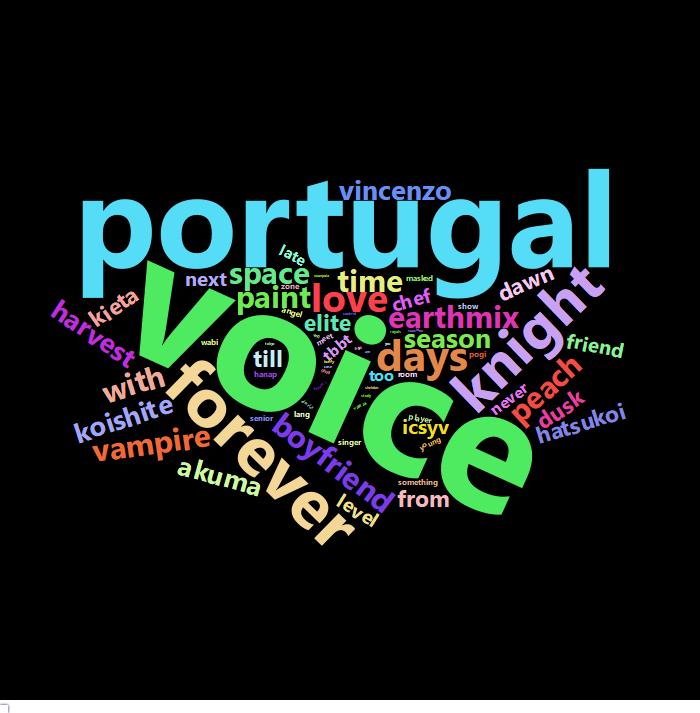 portugal
vincenzo
late
kieta
next
space
zone
time
masked
dawn
harvest
paint
love
chef
show
knight
angel
elite
earthmix
voice
wabi
meet
tbbt
days
season
pogi
friend
till
hanap
too
room
never
peach
dusk
with
koishite
forever
senior
lang
player
icsyv
young
hatsukoi
vampire
boyfriend
singer
akuma
something
level
from